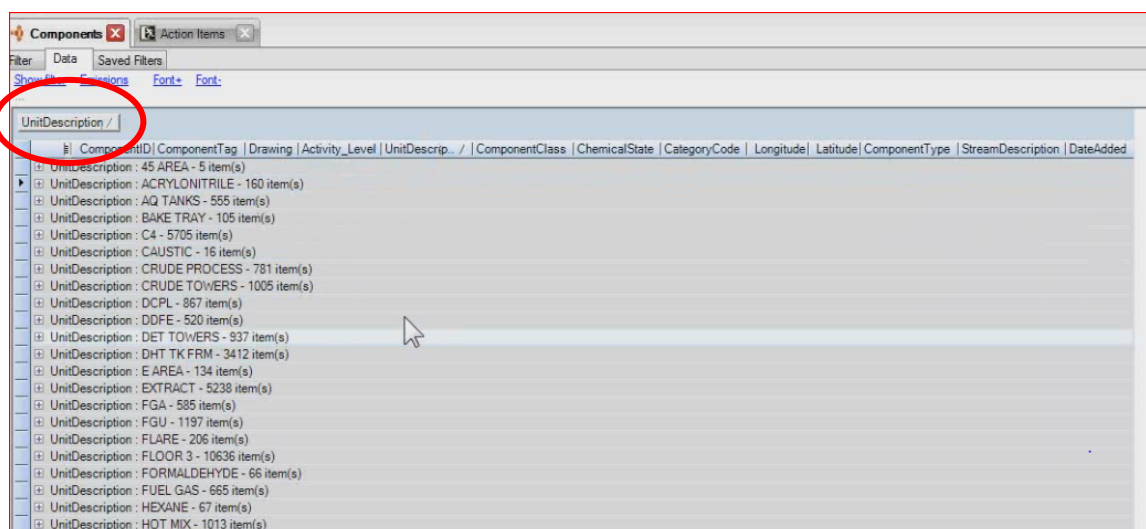 Components Action Items
Filter Data Saved Filters
Show filter Emissions Font+ Font-
...
UnitDescription
ComponentID ComponentTag Drawing Activity_Level UnitDescrip.. ComponentClass ChemicalState CategoryCode Longitude Latitude ComponentType StreamDescription DateAdded
UnitDescription : 45 AREA - 5 item(s)
UnitDescription : ACRYLONITRILE - 160 item(s)
UnitDescription : AQ TANKS - 555 item(s)
UnitDescription : BAKE TRAY - 105 item(s)
UnitDescription : C4 - 5705 item(s)
UnitDescription : CAUSTIC - 16 item(s)
UnitDescription : CRUDE PROCESS - 781 item(s)
UnitDescription : CRUDE TOWERS - 1005 item(s)
UnitDescription : DCPL - 867 item(s)
UnitDescription : DDFE - 520 item(s)
UnitDescription : DET TOWERS - 937 item(s)
UnitDescription : DHT TK FRM - 3412 item(s)
UnitDescription : E AREA - 134 item(s)
UnitDescription : EXTRACT - 5238 item(s)
UnitDescription : FGA - 585 item(s)
UnitDescription : FGU - 1197 item(s)
UnitDescription : FLARE - 206 item(s)
UnitDescription : FLOOR 3 - 10636 item(s)
UnitDescription : FORMALDEHYDE - 66 item(s)
UnitDescription : FUEL GAS - 665 item(s)
UnitDescription : HEXANE - 67 item(s)
UnitDescription : HOT MIX - 1013 item(s)